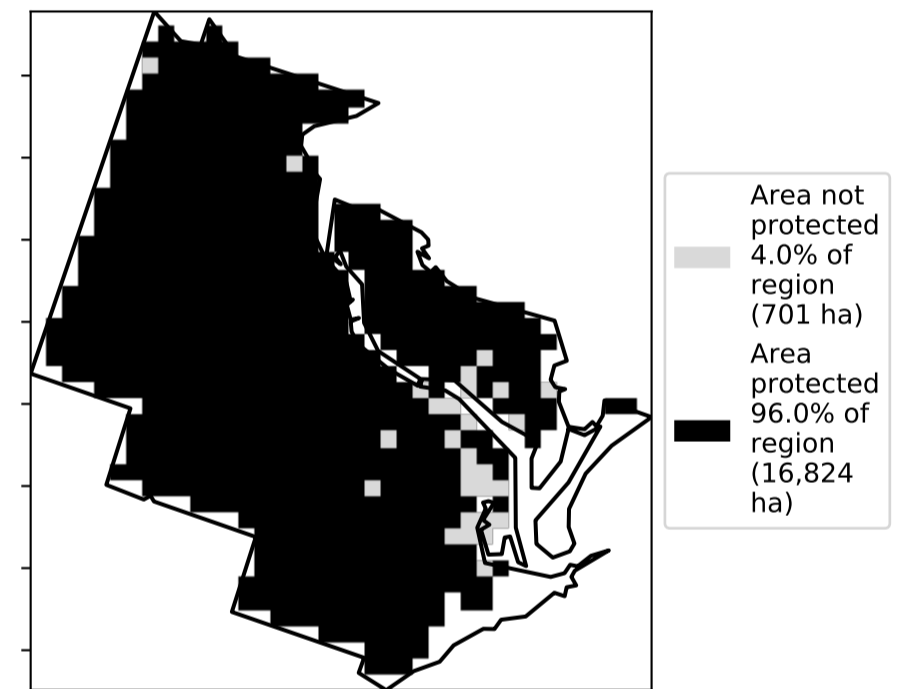 Area not
protected
4.0% of
region
(701 ha)
Area
protected
96.0% of
region
(16,824
ha)